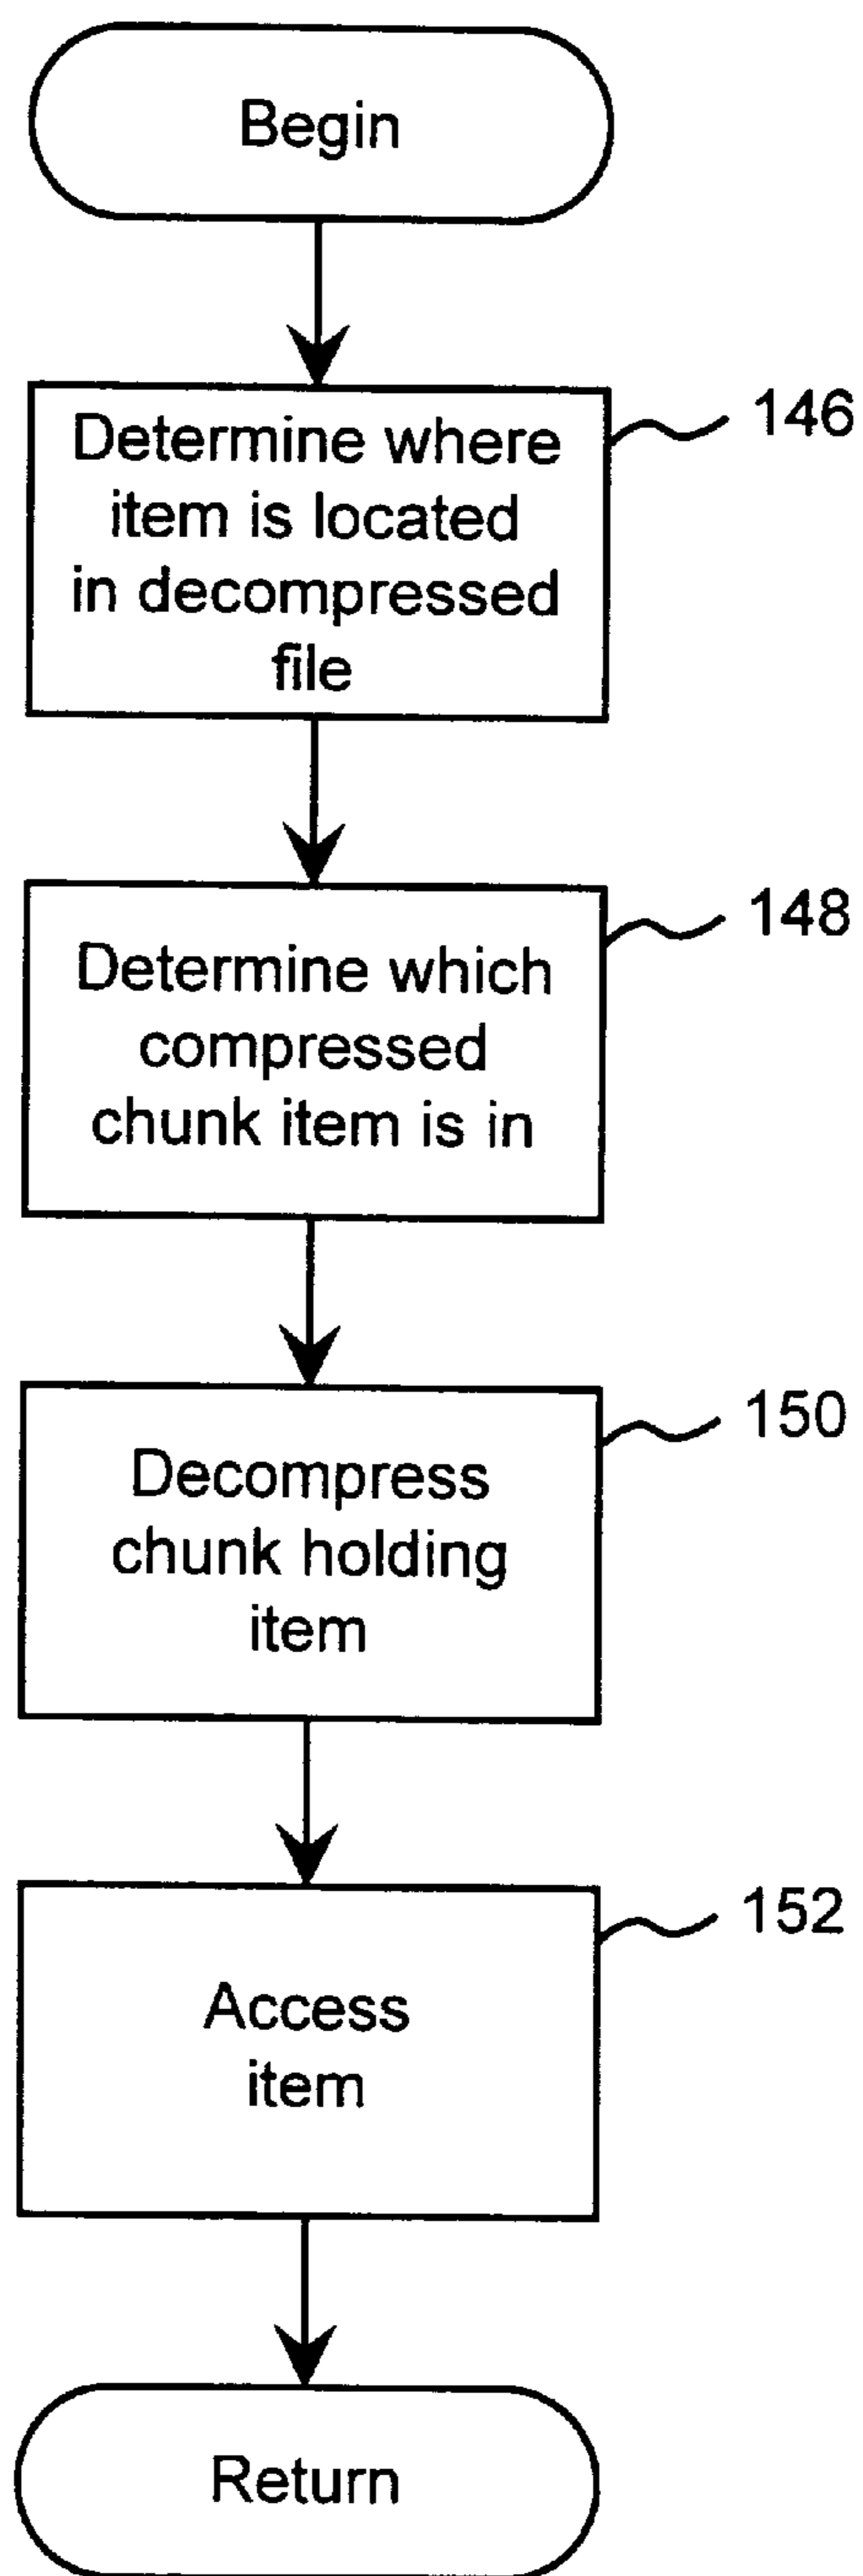 Begin
Determine where
item is located
in decompressed
file
146
Determine which
compressed
chunk item is in
148
Decompress
chunk holding
item
150
Access
item
152
Return